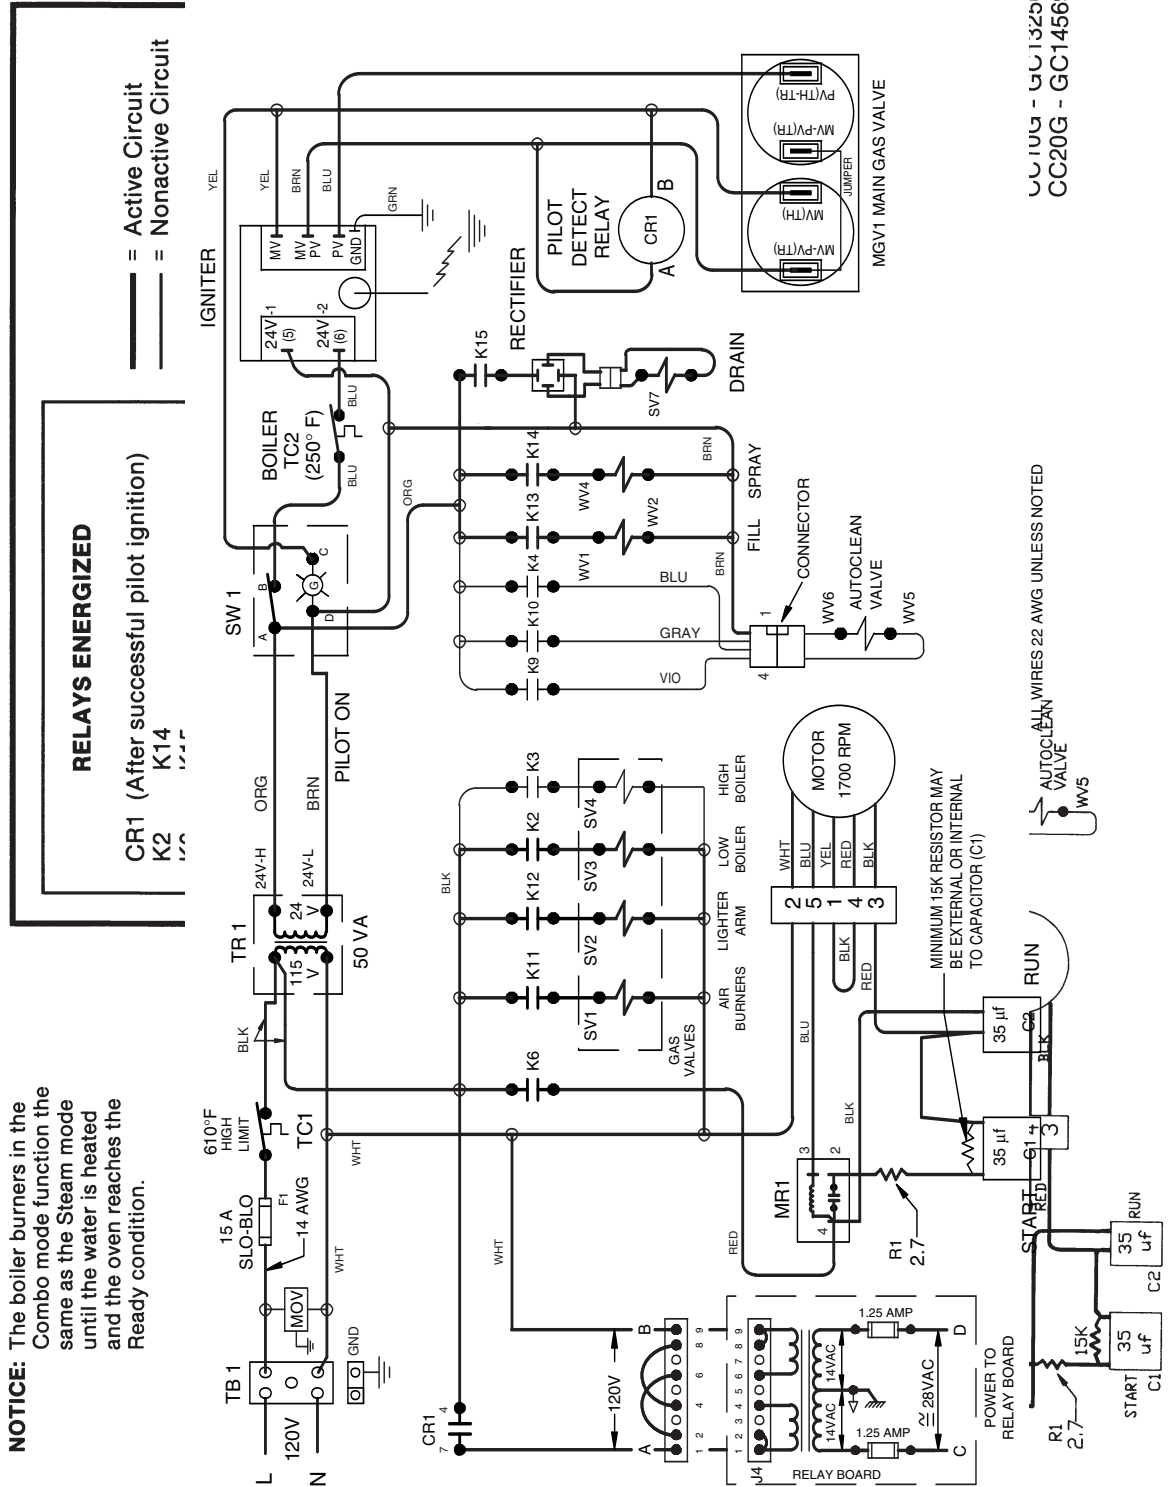 NOTICE: The boiler burners in the
Combo mode function the
same as the Steam mode
until the water is heated
and the oven reaches the
Ready condition.
RELAYS ENERGIZED
CR1 (After successful pilot ignition)
K2 K14
= Active Circuit
= Nonactive Circuit
L
120V
N
TB 1
GND
MOV
15 A
SLO-BLO
F1
14 AWG
WHT
610°F
HIGH
LIMIT
TC1
WHT
BLK
TR 1
115
V
24
V
50 VA
24V-H
24V-L
ORG
BRN
PILOT ON
SW 1
A
B
C
D
G
BOILER
TC2
(250° F)
BLU
BLU
ORG
IGNITER
24V -1
(5)
24V -2
(6)
MV
MV
PV
PV
GND
YEL
YEL
BRN
BLU
GRN
CR1
7
4
BLK
K6
K11
K12
K2
K3
SV1
SV2
SV3
SV4
GAS
VALVES
AIR
BURNERS
LIGHTER
ARM
LOW
BOILER
HIGH
BOILER
K9
K10
K4
K13
K14
K15
VIO
GRAY
BLU
WV1
WV4
WV2
BRN
BRN
FILL
SPRAY
RECTIFIER
SV7
DRAIN
PILOT
DETECT
RELAY
CR1
A
B
PV(TH-TR)
MV-PV(TR)
MV(TH)
MV-PV(TR)
JUMPER
MGV1 MAIN GAS VALVE
CONNECTOR
1
4
WV6
AUTOCLEAN
VALVE
WV5
WHT
RED
A
120V
B
1 2 4 6 8 9
J4
1 2 3 4 5 6 7 8 9
RELAY BOARD
14VAC
14VAC
1.25 AMP
1.25 AMP
≅28VAC
C
D
POWER TO
RELAY BOARD
MR1
3
2
4
R1
2.7
BLK
BLU
RED
BLK
2
5
1
4
3
WHT
BLU
YEL
RED
BLK
MOTOR
1700 RPM
MINIMUM 15K RESISTOR MAY
BE EXTERNAL OR INTERNAL
TO CAPACITOR (C1)
35 µf
C1
START
35 µf
C2
RUN
RED
4
3
BLK
ALL WIRES 22 AWG UNLESS NOTED
AUTOCLEAN
VALVE
WV5
R1
2.7
15K
35
uf
START
C1
35
uf
RUN
C2
CC20G - GC1456